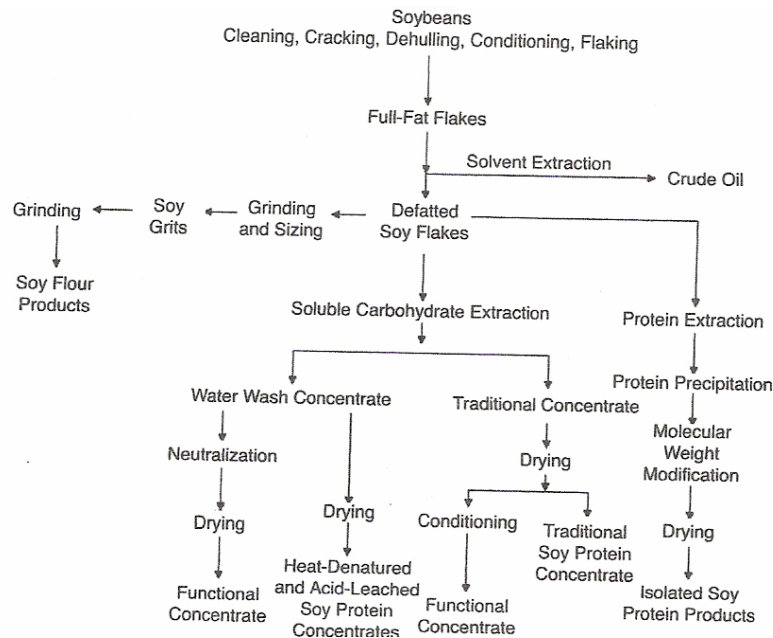 Soybeans
Cleaning, Cracking, Dehulling, Conditioning, Flaking
Full-Fat Flakes
Solvent Extraction
Crude Oil
Grinding
Soy
Grits
Grinding
and Sizing
Defatted
Soy Flakes
Soy Flour
Products
Soluble Carbohydrate Extraction
Protein Extraction
Water Wash Concentrate
Traditional Concentrate
Protein Precipitation
Neutralization
Drying
Molecular
Weight
Modification
Drying
Drying
Conditioning
Traditional
Soy Protein
Concentrate
Drying
Functional
Concentrate
Heat-Denatured
and Acid-Leached
Soy Protein
Concentrates
Functional
Concentrate
Isolated Soy
Protein Products